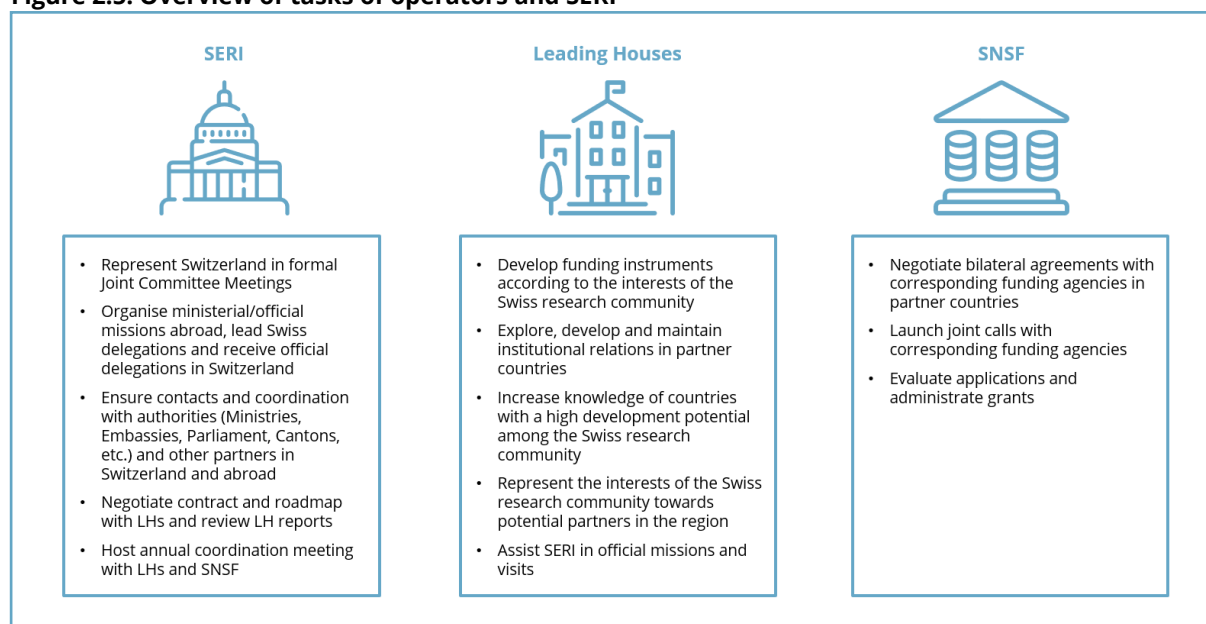 Figure 2.3. Overview of tasks of operators and SERI
SERI
Leading Houses
SNSF
• Represent Switzerland in formal
Joint Committee Meetings
• Organise ministerial/official
missions abroad, lead Swiss
delegations and receive official
delegations in Switzerland
• Ensure contacts and coordination
with authorities (Ministries,
Embassies, Parliament, Cantons,
etc.) and other partners in
Switzerland and abroad
• Negotiate contract and roadmap
with LHs and review LH reports
• Host annual coordination meeting
with LHs and SNSF
• Develop funding instruments
according to the interests of the
Swiss research community
• Explore, develop and maintain
institutional relations in partner
countries
• Increase knowledge of countries
with a high development potential
among the Swiss research
community
• Represent the interests of the Swiss
research community towards
potential partners in the region
• Assist SERI in official missions and
visits
• Negotiate bilateral agreements with
corresponding funding agencies in
partner countries
• Launch joint calls with
corresponding funding agencies
• Evaluate applications and
administrate grants